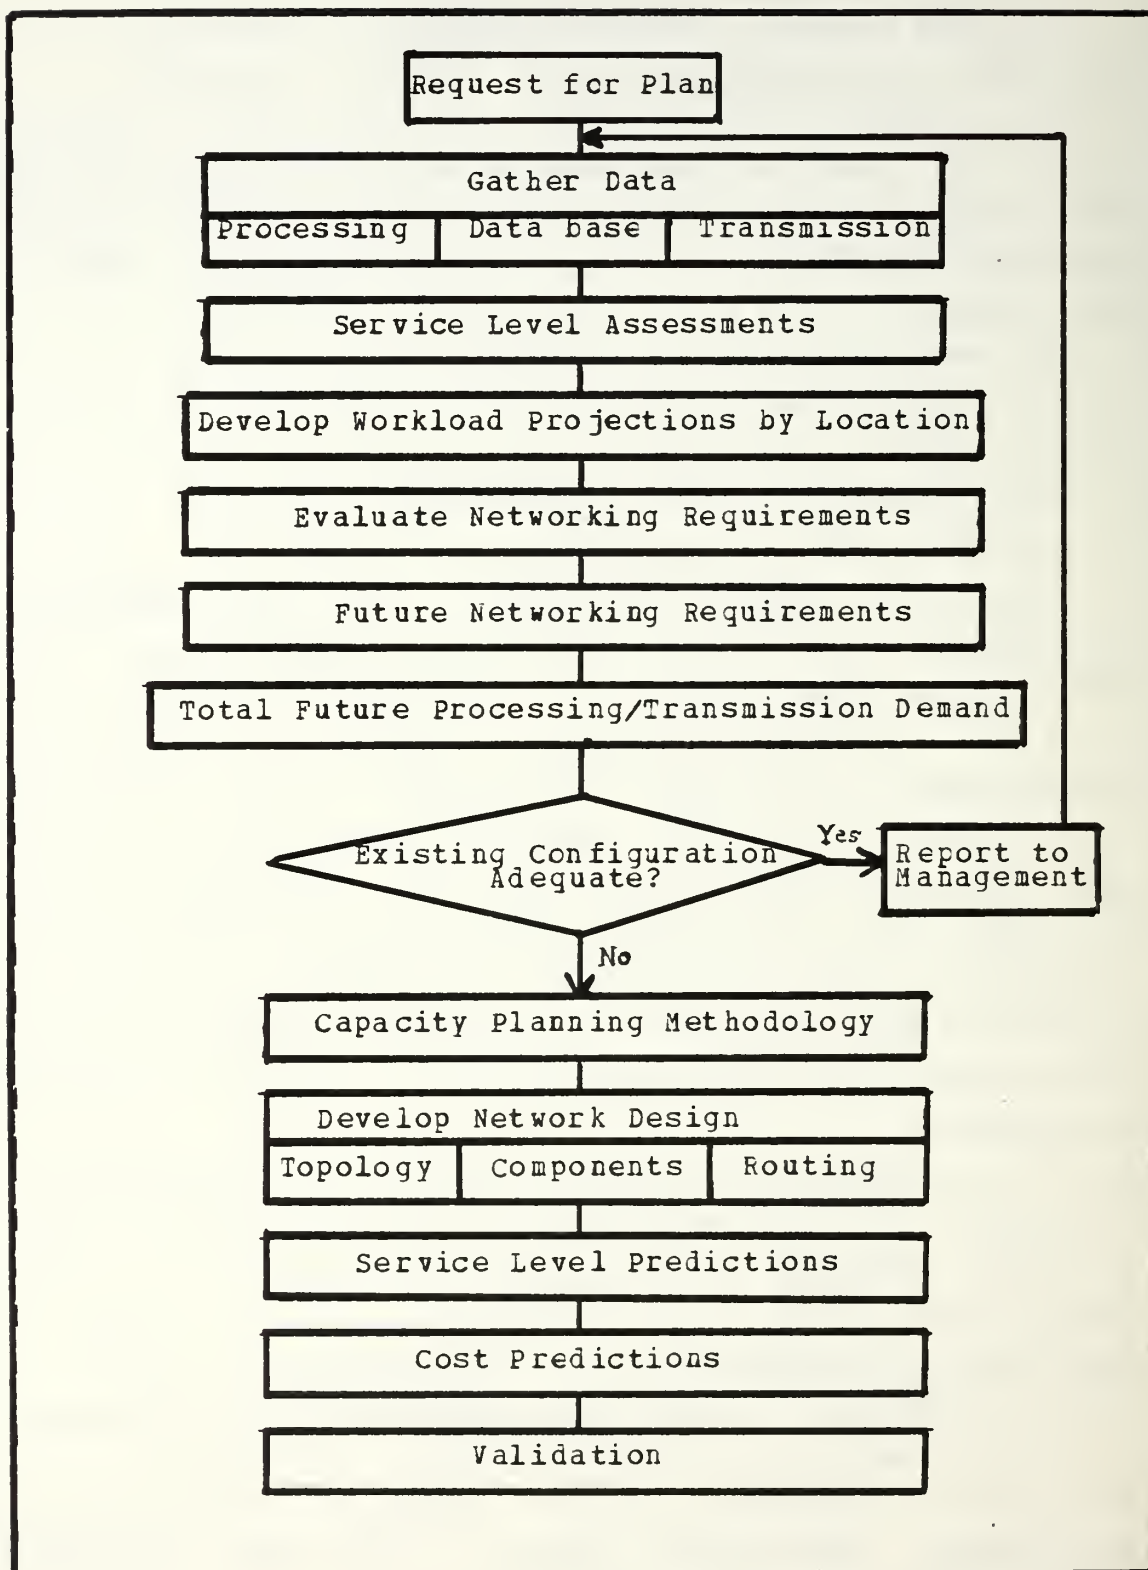 Request for Plan
Gather Data
Processing Data base Transmission
Service Level Assessments
Develop Workload Projections by Location
Evaluate Networking Requirements
Future Networking Requirements
Total Future Processing/Transmission Demand
Existing Configuration
Adequate?
Yes
Report to
Management
No
Capacity Planning Methodology
Develop Network Design
Topology Components Routing
Service Level Predictions
Cost Predictions
Validation